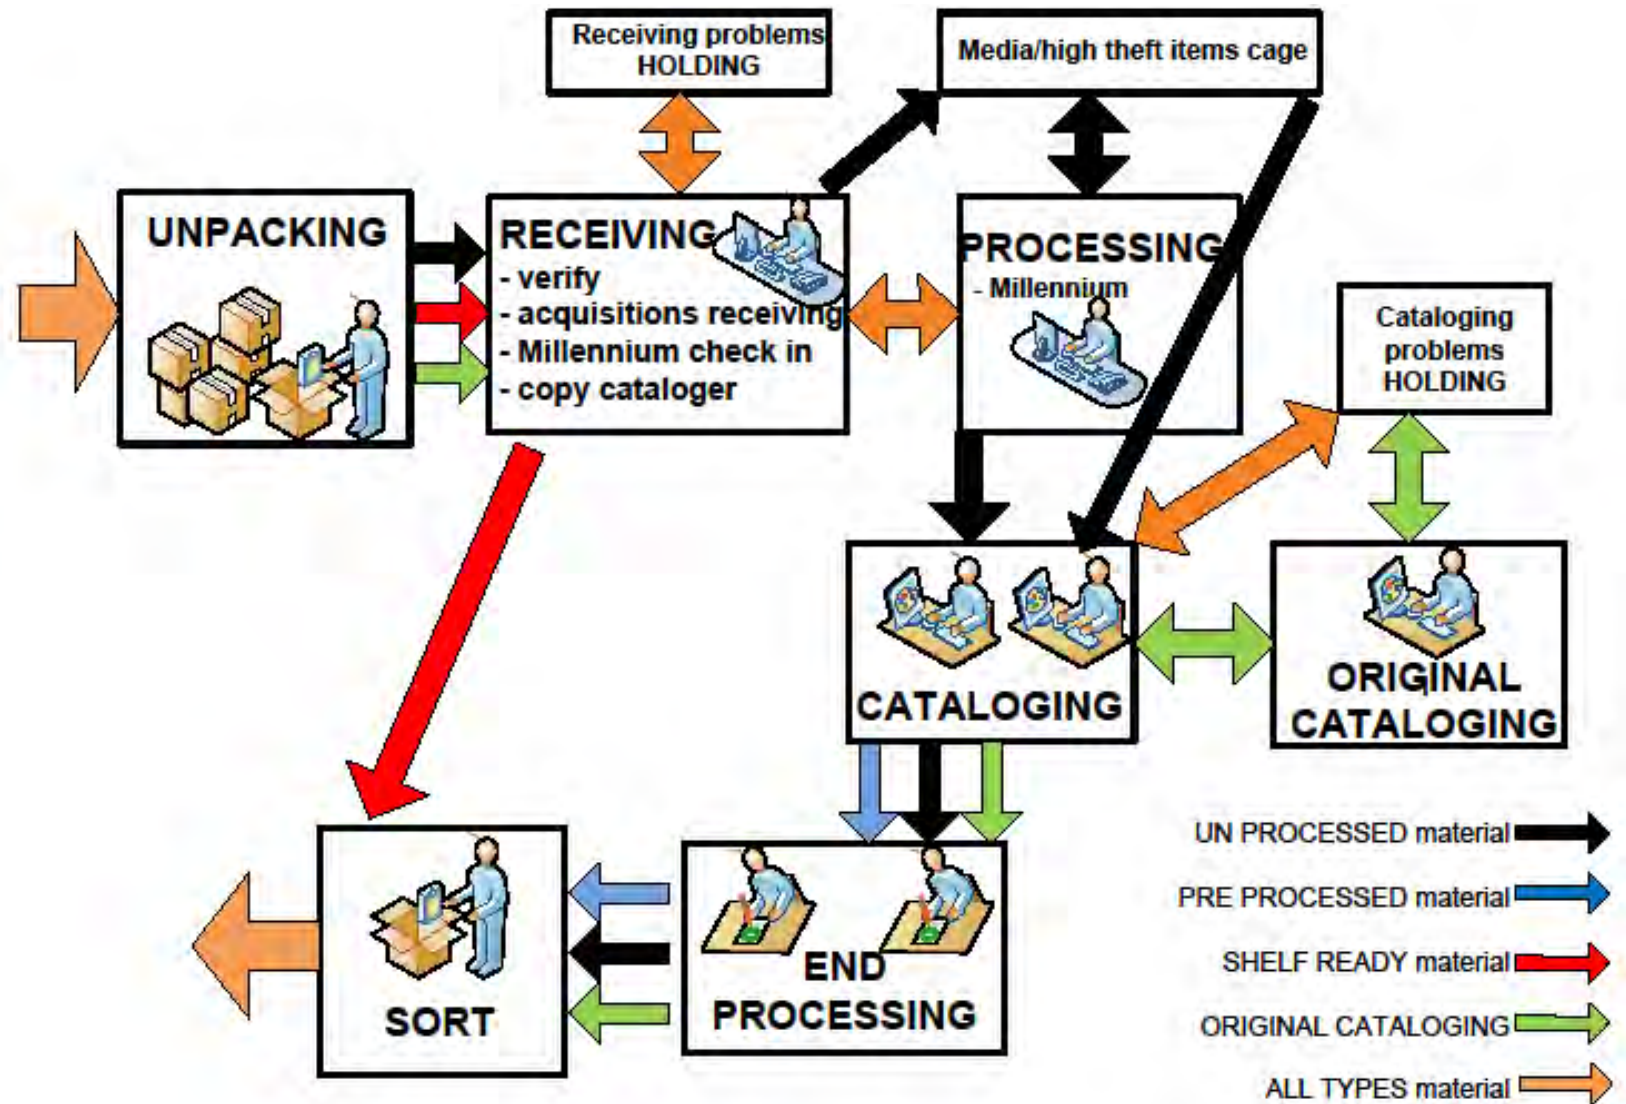 Receiving problems
HOLDING
Media/high theft items cage
UNPACKING
RECEIVING
- verify
- acquisitions receiving
- Millennium check in
- copy cataloger
PROCESSING
- Millennium
Cataloging
problems
HOLDING
CATALOGING
ORIGINAL
CATALOGING
SORT
END
PROCESSING
UN PROCESSED material
PRE PROCESSED material
SHELF READY material
ORIGINAL CATALOGING
ALL TYPES material